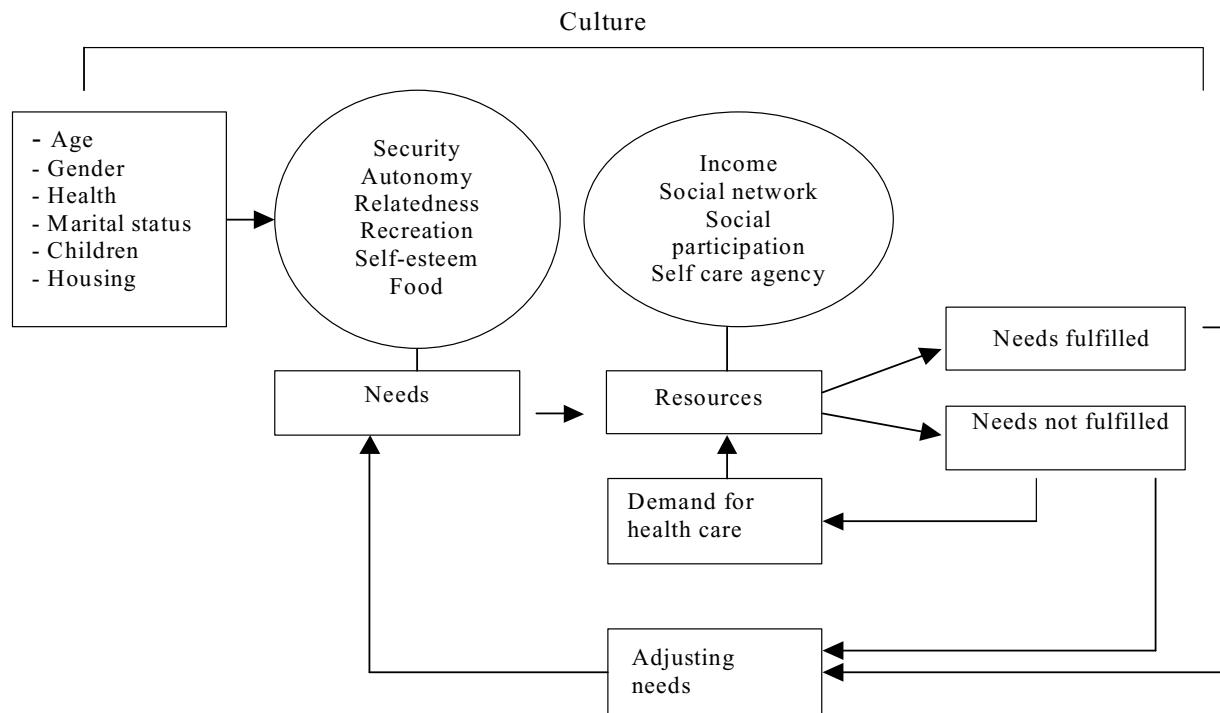 Culture
- Age
- Gender
- Health
- Marital status
- Children
- Housing
Security
Autonomy
Relatedness
Recreation
Self-esteem
Food
Income
Social network
Social
participation
Self care agency
Needs
Resources
Needs fulfilled
Needs not fulfilled
Demand for
health care
Adjusting
needs